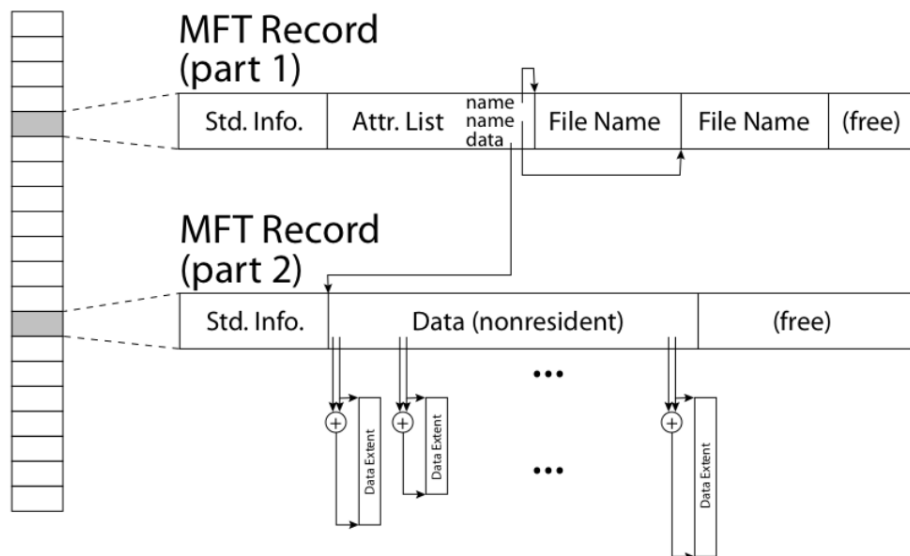 MFT Record
(part 1)
Std. Info.
Attr. List
name
name
data
File Name
File Name
(free)
MFT Record
(part 2)
Std. Info.
Data (nonresident)
(free)
...
+
+
+
Data Extent
Data Extent
...
Data Extent